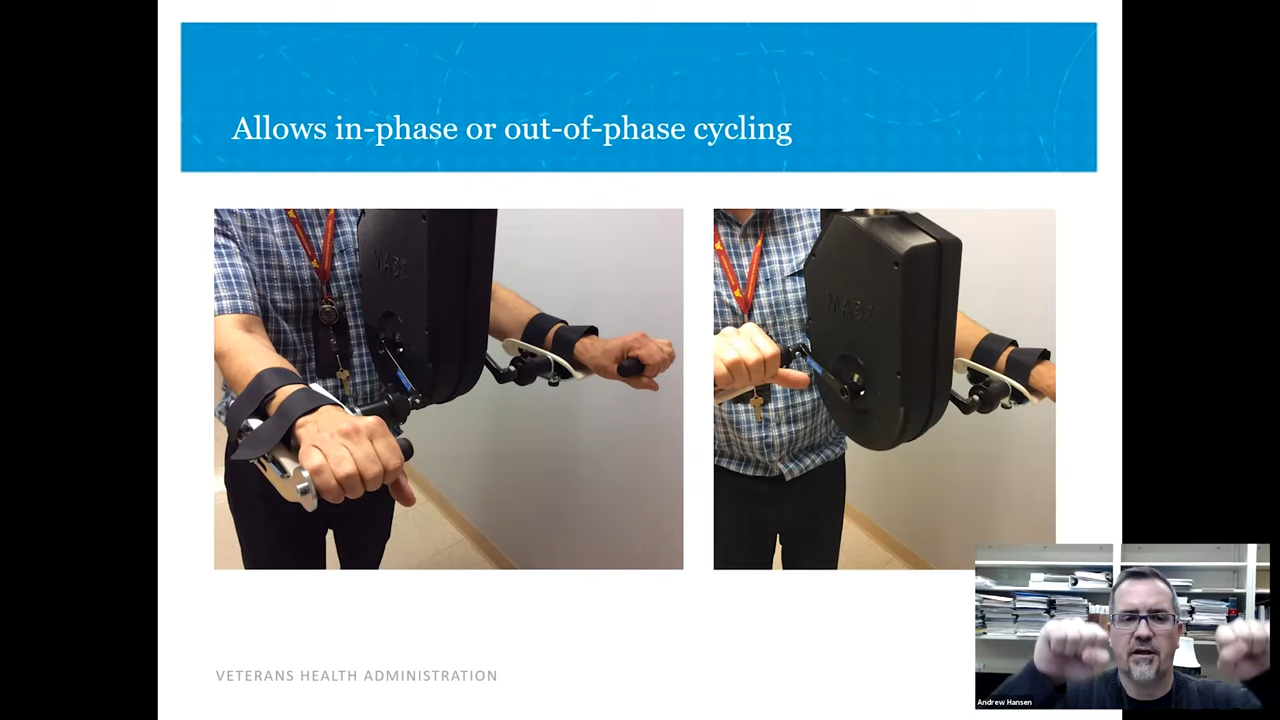 Allows in-phase or out-of-phase cycling
VETERANS HEALTH ADMINISTRATION
Andrew Hansen